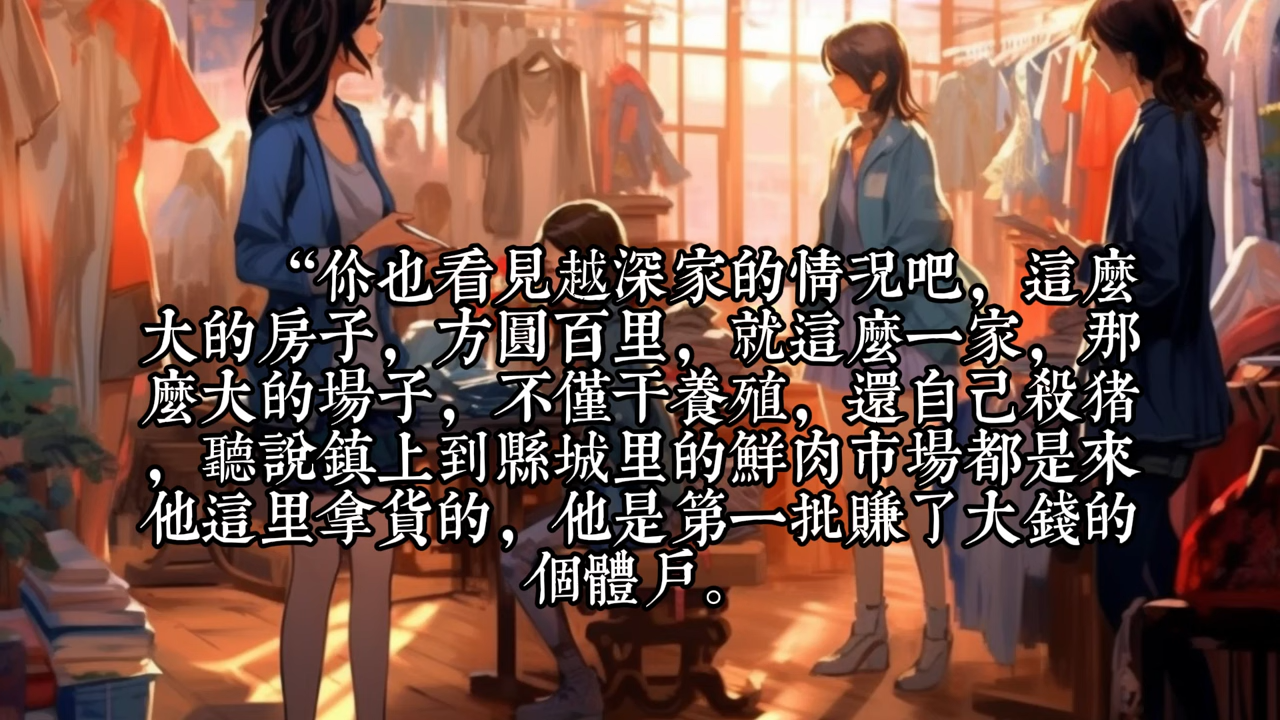 “你也看見越深家的情況吧，這麼
大的房子，方圓百里，就這麼一家，那
麼大的場子，不僅干養殖，還自己殺猪
，聽說鎮上到縣城里的鮮肉市場都是來
他這里拿貨的，他是第一批賺了大錢的
個體戶。